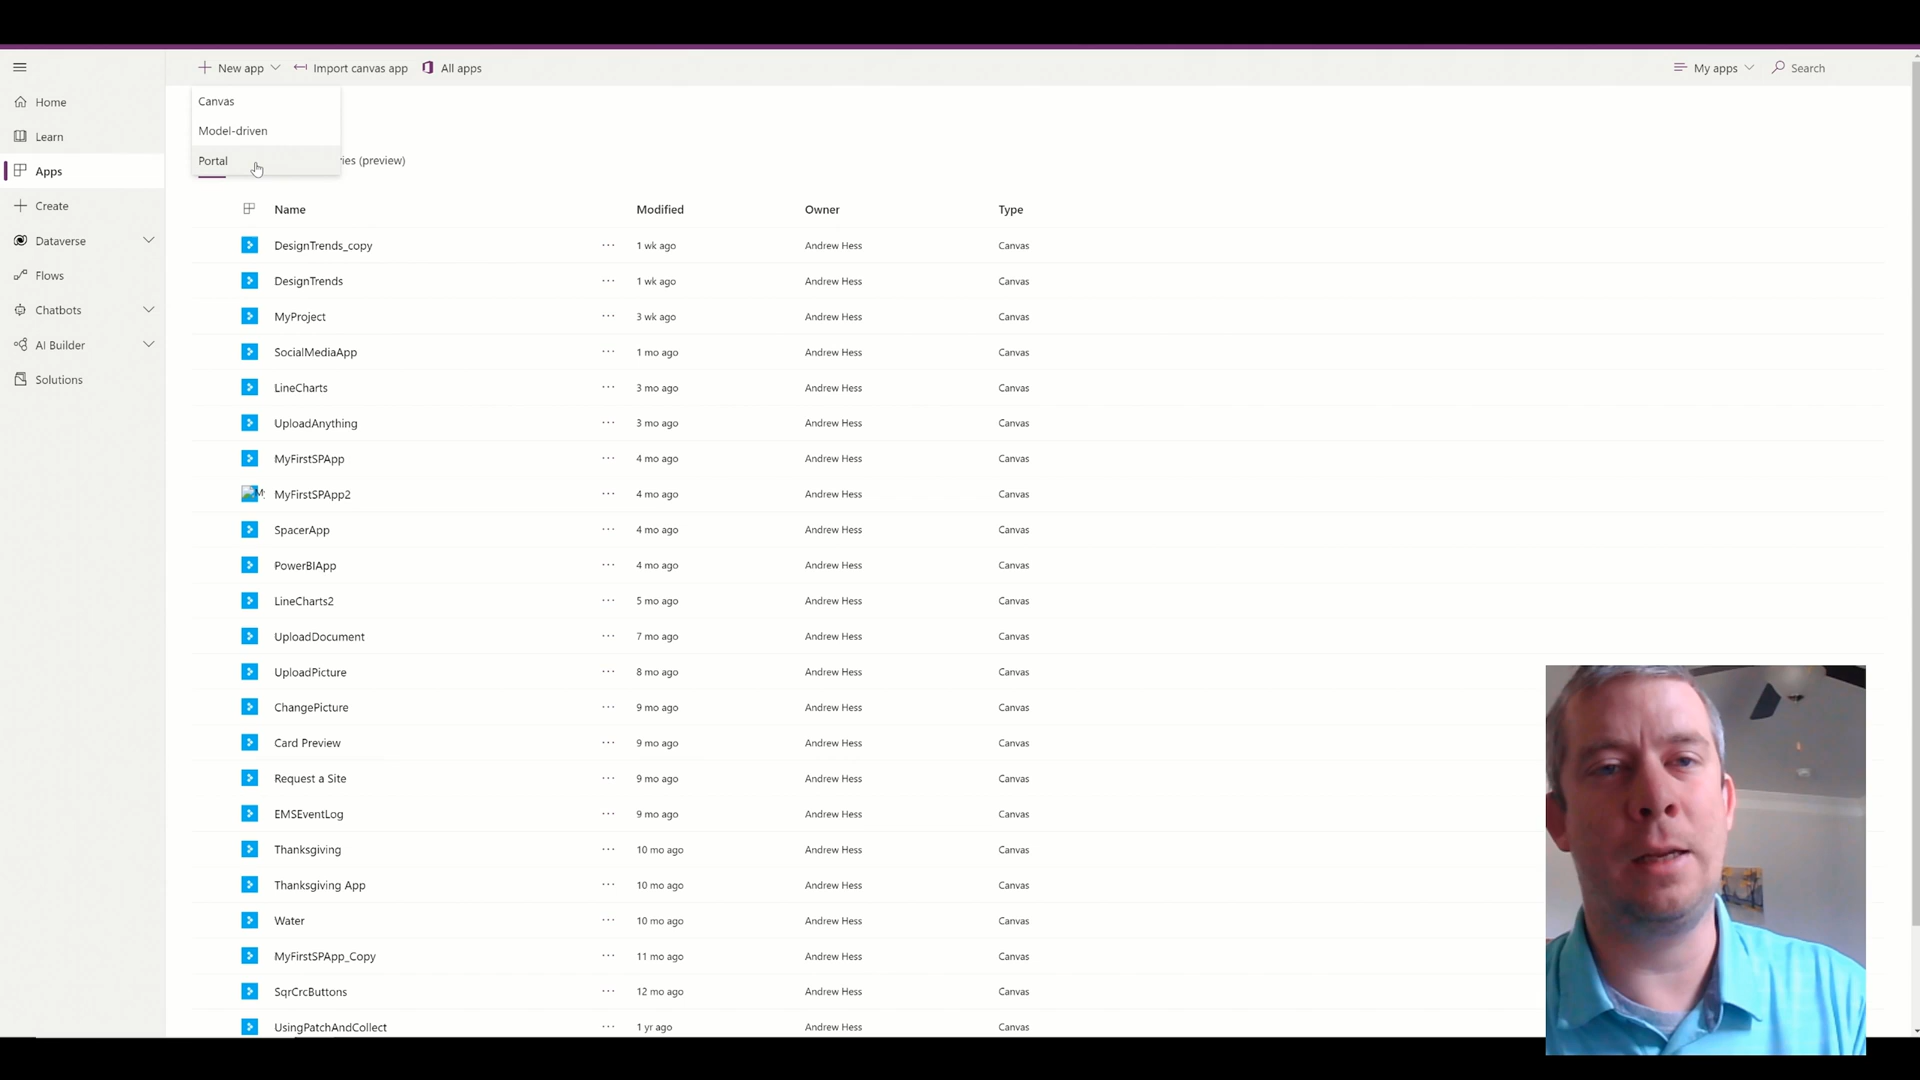 New app
Import canvas app
All apps
My apps
Search
Home
Learn
Apps
Create
Dataverse
Flows
Chatbots
AI Builder
Solutions
Canvas
Model-driven
Portal
ries (preview)
Name Modified Owner Type
DesignTrends_copy ... 1 wk ago Andrew Hess Canvas
DesignTrends ... 1 wk ago Andrew Hess Canvas
MyProject ... 3 wk ago Andrew Hess Canvas
SocialMediaApp ... 1 mo ago Andrew Hess Canvas
LineCharts ... 3 mo ago Andrew Hess Canvas
UploadAnything ... 3 mo ago Andrew Hess Canvas
MyFirstSPApp ... 4 mo ago Andrew Hess Canvas
My MyFirstSPApp2 ... 4 mo ago Andrew Hess Canvas
SpacerApp ... 4 mo ago Andrew Hess Canvas
PowerBIApp ... 4 mo ago Andrew Hess Canvas
LineCharts2 ... 5 mo ago Andrew Hess Canvas
UploadDocument ... 7 mo ago Andrew Hess Canvas
UploadPicture ... 8 mo ago Andrew Hess Canvas
ChangePicture ... 9 mo ago Andrew Hess Canvas
Card Preview ... 9 mo ago Andrew Hess Canvas
Request a Site ... 9 mo ago Andrew Hess Canvas
EMSEventLog ... 9 mo ago Andrew Hess Canvas
Thanksgiving ... 10 mo ago Andrew Hess Canvas
Thanksgiving App ... 10 mo ago Andrew Hess Canvas
Water ... 10 mo ago Andrew Hess Canvas
MyFirstSPApp_Copy ... 11 mo ago Andrew Hess Canvas
SqrCrcButtons ... 12 mo ago Andrew Hess Canvas
UsingPatchAndCollect ... 1 yr ago Andrew Hess Canvas